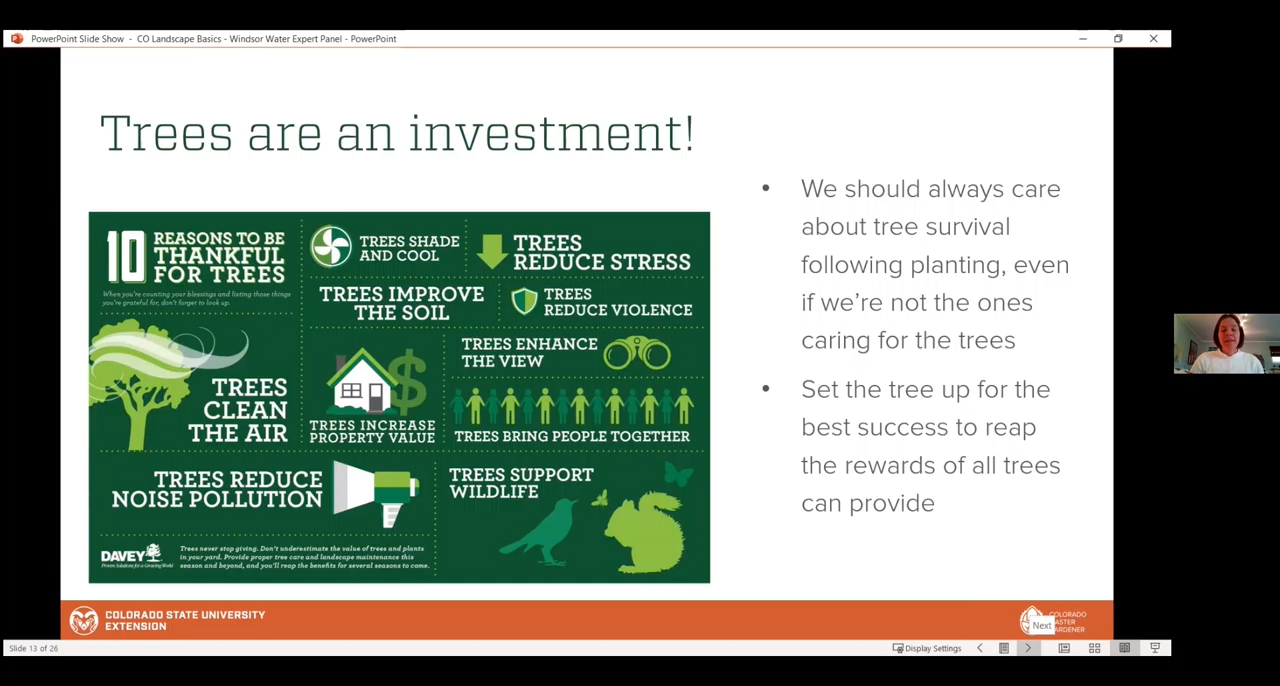 PowerPoint Slide Show - CO Landscape Basics - Windsor Water Expert Panel - PowerPoint
Trees are an investment!
10 REASONS TO BE
THANKFUL
FOR TREES
When you're counting your blessings and listing those things
you're grateful for, don't forget to look up.
TREES SHADE
AND COOL
TREES
REDUCE STRESS
TREES IMPROVE
THE SOIL
TREES
REDUCE VIOLENCE
TREES
CLEAN
THE AIR
$
TREES INCREASE
PROPERTY VALUE
TREES ENHANCE
THE VIEW
TREES BRING PEOPLE TOGETHER
TREES REDUCE
NOISE POLLUTION
TREES SUPPORT
WILDLIFE
DAVEY
Proven Solutions for a Growing World
Trees never stop giving. Don't underestimate the value of trees and plants
in your yard. Provide proper tree care and landscape maintenance this
season and beyond, and you'll reap the benefits for several seasons to come.
• We should always care
about tree survival
following planting, even
if we're not the ones
caring for the trees
• Set the tree up for the
best success to reap
the rewards of all trees
can provide
COLORADO STATE UNIVERSITY
EXTENSION
COLORADO
ASTER
ARDENER
Next
Slide 13 of 26
Display Settings